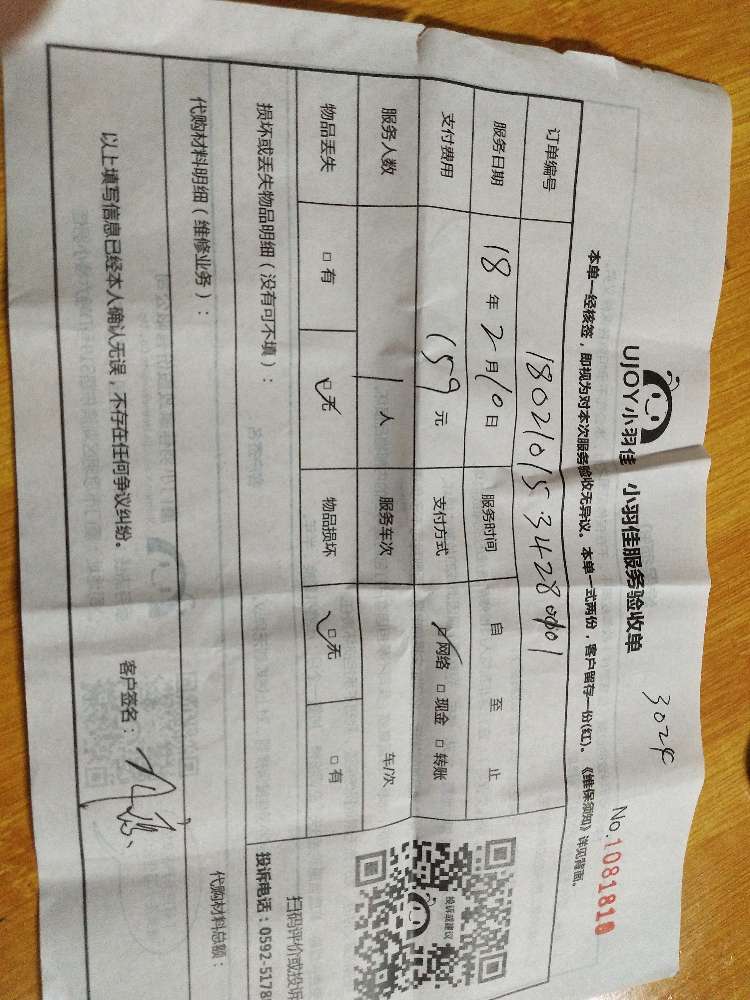 UJOY小羽佳 小羽佳服务验收单
No.1081818
本单一经核签，即视为对本次服务验收无异议。本单一式两份，客户留存一份(红)。《维保须知》详见背面。
订单编号
服务日期 18年2月10日 服务时间 自 至 止
支付费用 159元 支付方式 网络 □现金 □转账
服务人数 1人 服务车次 车/次
物品丢失 □有 □无 物品损坏 □无 □有
损坏或丢失物品明细（没有可不填）：
代购材料明细（维修业务）： 代购材料总额：
以上填写信息已经本人确认无误，不存在任何争议纠纷。 客户签名：
投诉或建议
扫码评价或投诉
投诉电话：0592-5178